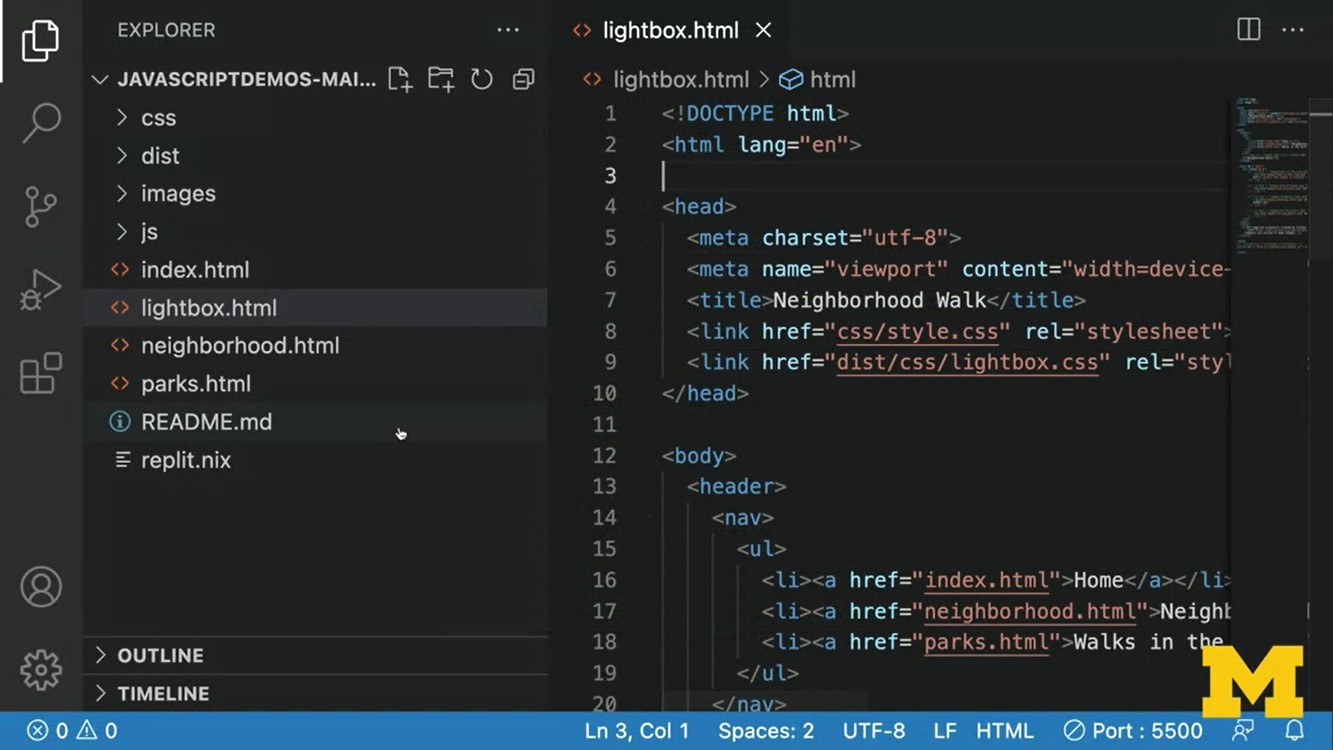 EXPLORER
JAVASCRIPTDEMOS-MAI...
css
dist
images
js
index.html
lightbox.html
neighborhood.html
parks.html
README.md
replit.nix
OUTLINE
TIMELINE
lightbox.html
lightbox.html > html
1 <!DOCTYPE html>
2 <html lang="en">
3
4 <head>
5 <meta charset="utf-8">
6 <meta name="viewport" content="width=device-
7 <title>Neighborhood Walk</title>
8 <link href="css/style.css" rel="stylesheet">
9 <link href="dist/css/lightbox.css" rel="styl
10 </head>
11
12 <body>
13 <header>
14 <nav>
15 <ul>
16 <li><a href="index.html">Home</a></li>
17 <li><a href="neighborhood.html">Neighb
18 <li><a href="parks.html">Walks in the
19 </ul>
20 </nav>
M
0 0
Ln 3, Col 1 Spaces: 2 UTF-8 LF HTML Port : 5500